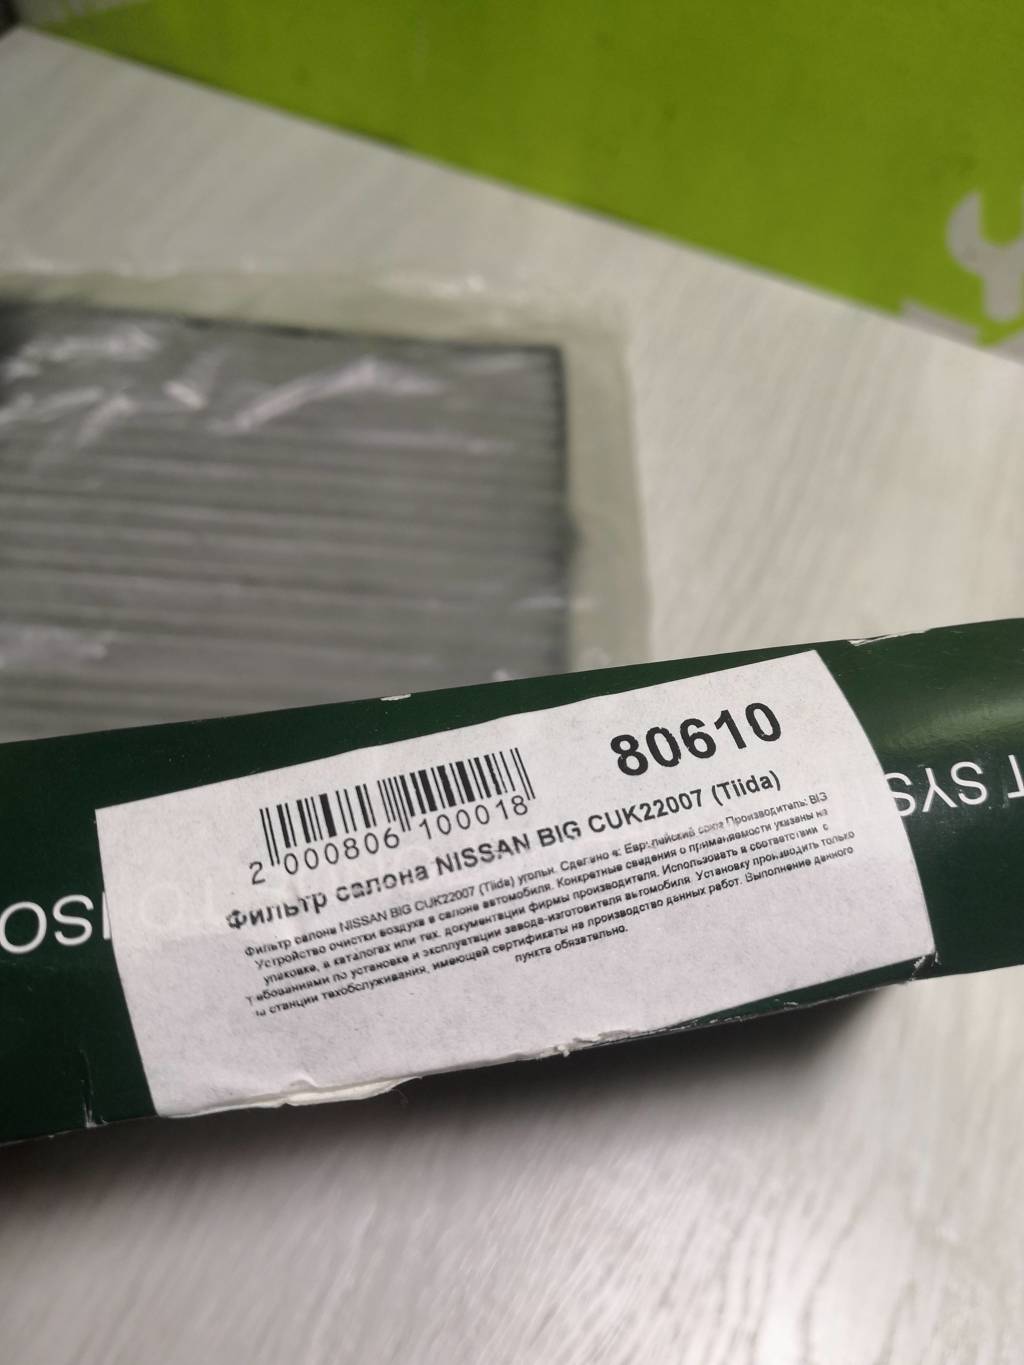 80610
2 000806 100018
Фильтр салона NISSAN BIG CUK22007 (Tiida)
Фильтр салона NISSAN BIG CUK22007 (Tiida) угольн. Сделано в: Европейский союз Производитель: BIG
Устройство очистки воздуха в салоне автомобиля. Конкретные сведения о применяемости указаны на
упаковке, в каталогах или тех. документации фирмы производителя. Использовать в соответствии с
требованиями по установке и эксплуатации завода-изготовителя автомобиля. Установку производить только
на станции техобслуживания, имеющей сертификаты на производство данных работ. Выполнение данного
пункта обязательно.
OSI
T SYS